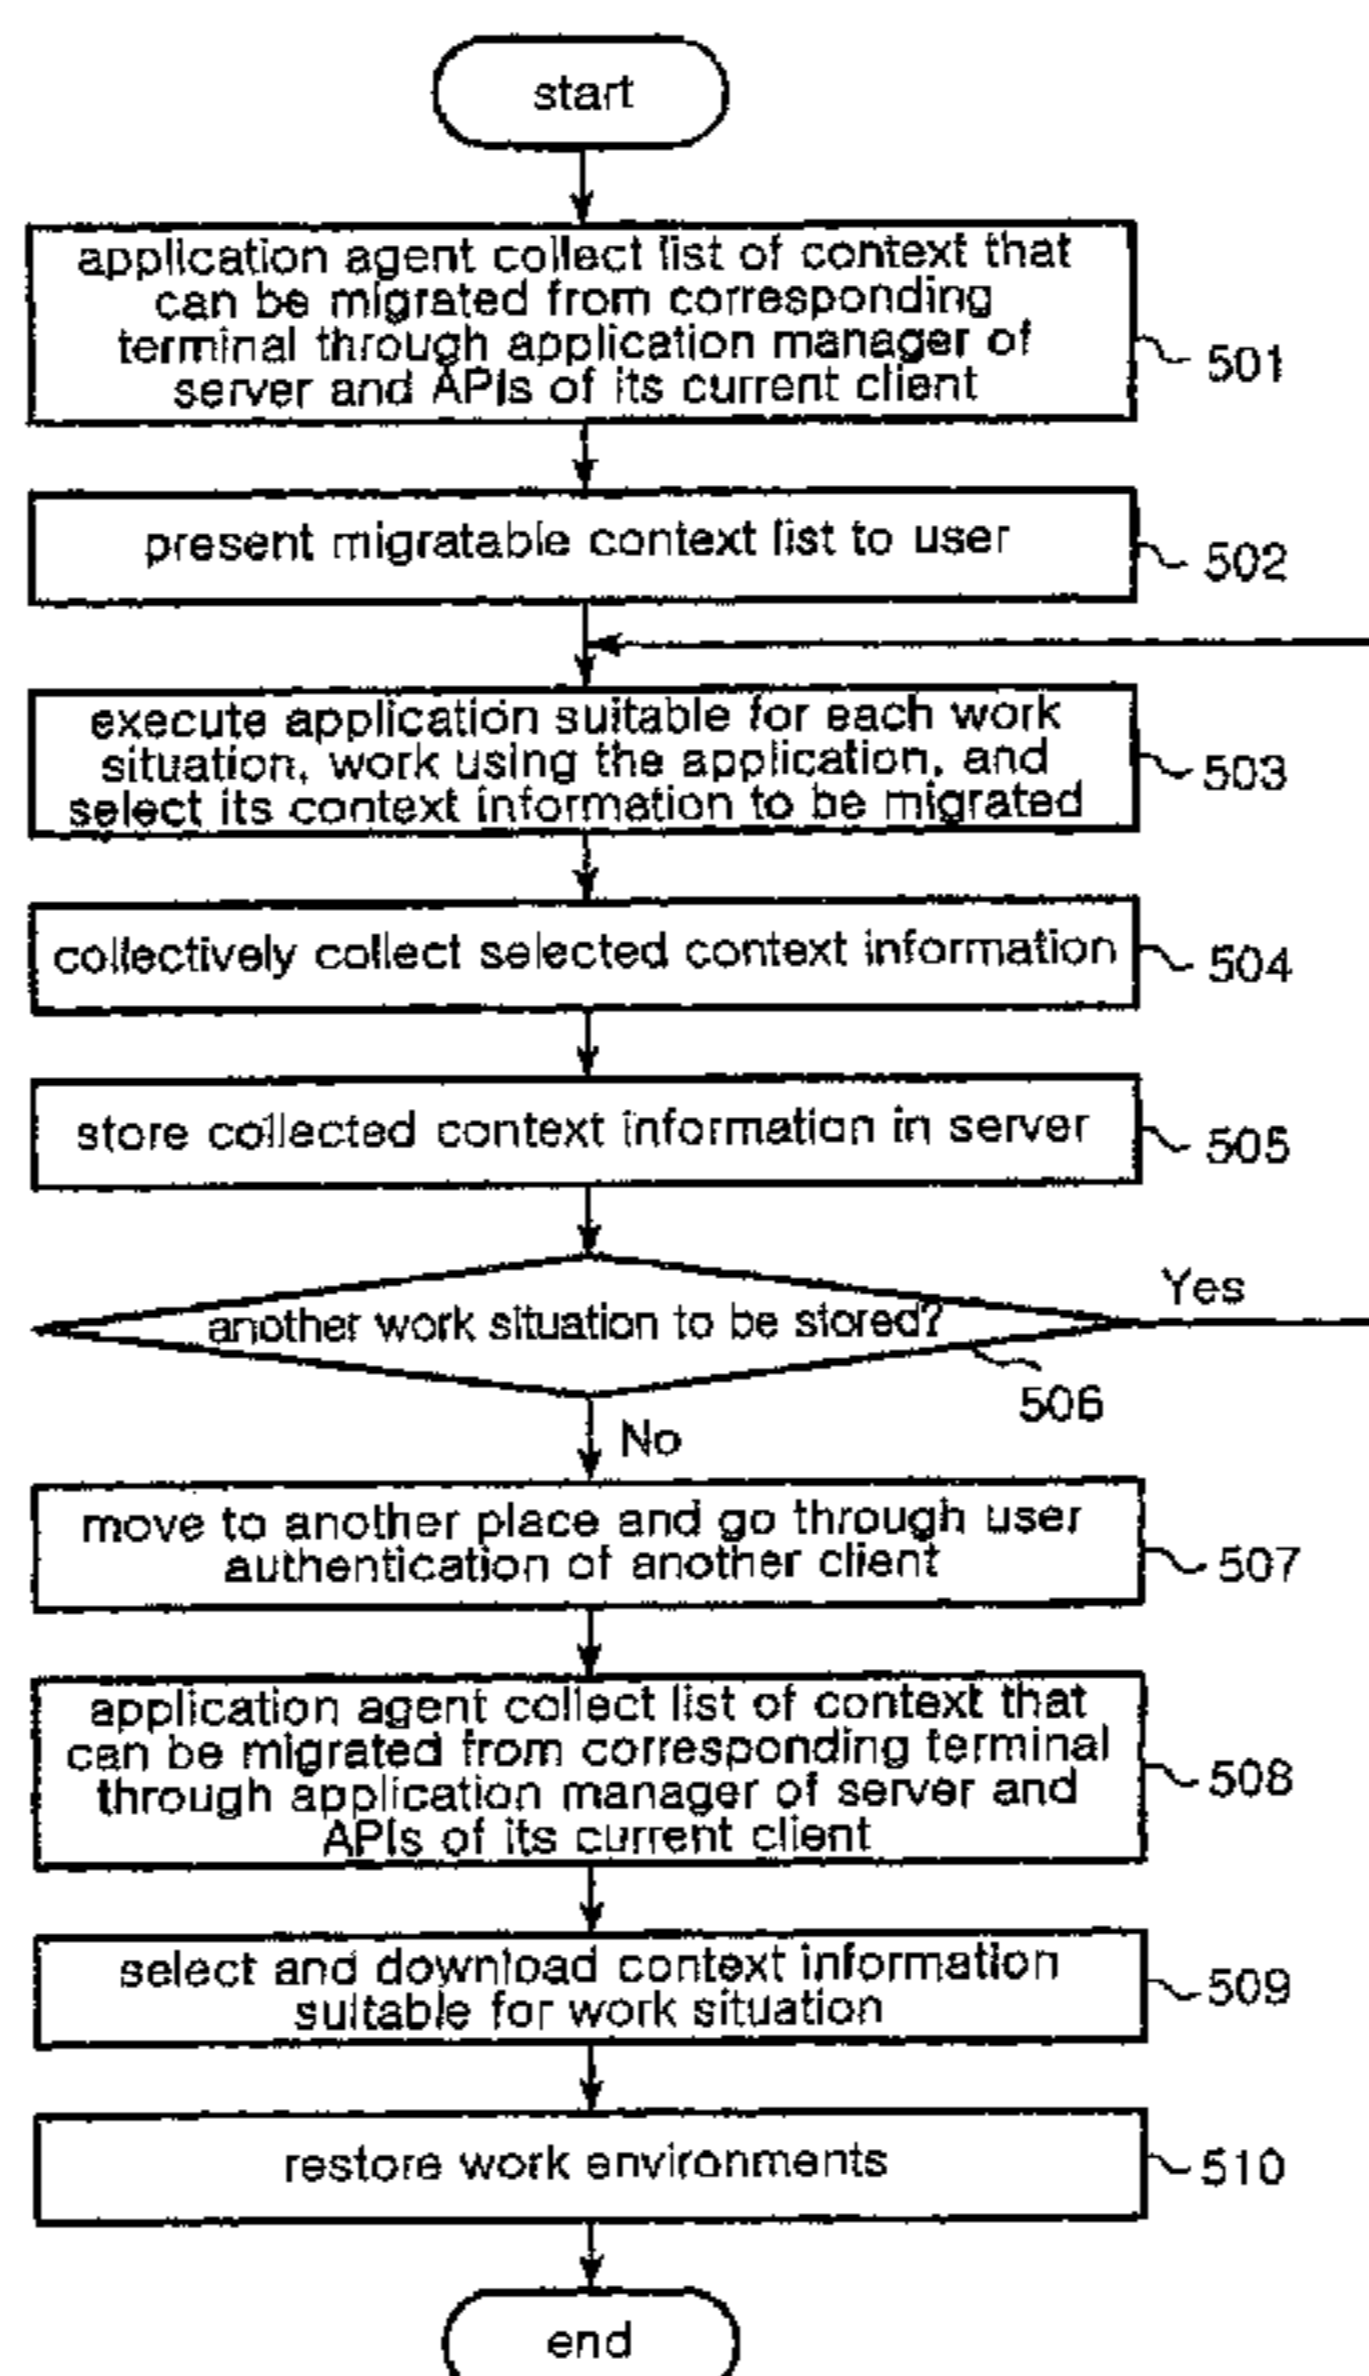 start
application agent collect list of context that
can be migrated from corresponding
terminal through application manager of
server and APIs of its current client
501
present migratable context list to user
502
execute application suitable for each work
situation, work using the application, and
select its context information to be migrated
503
collectively collect selected context information
504
store collected context information in server
505
another work situation to be stored?
Yes
506
No
move to another place and go through user
authentication of another client
507
application agent collect list of context that
can be migrated from corresponding terminal
through application manager of server and
APIs of its current client
508
select and download context information
suitable for work situation
509
restore work environments
510
end